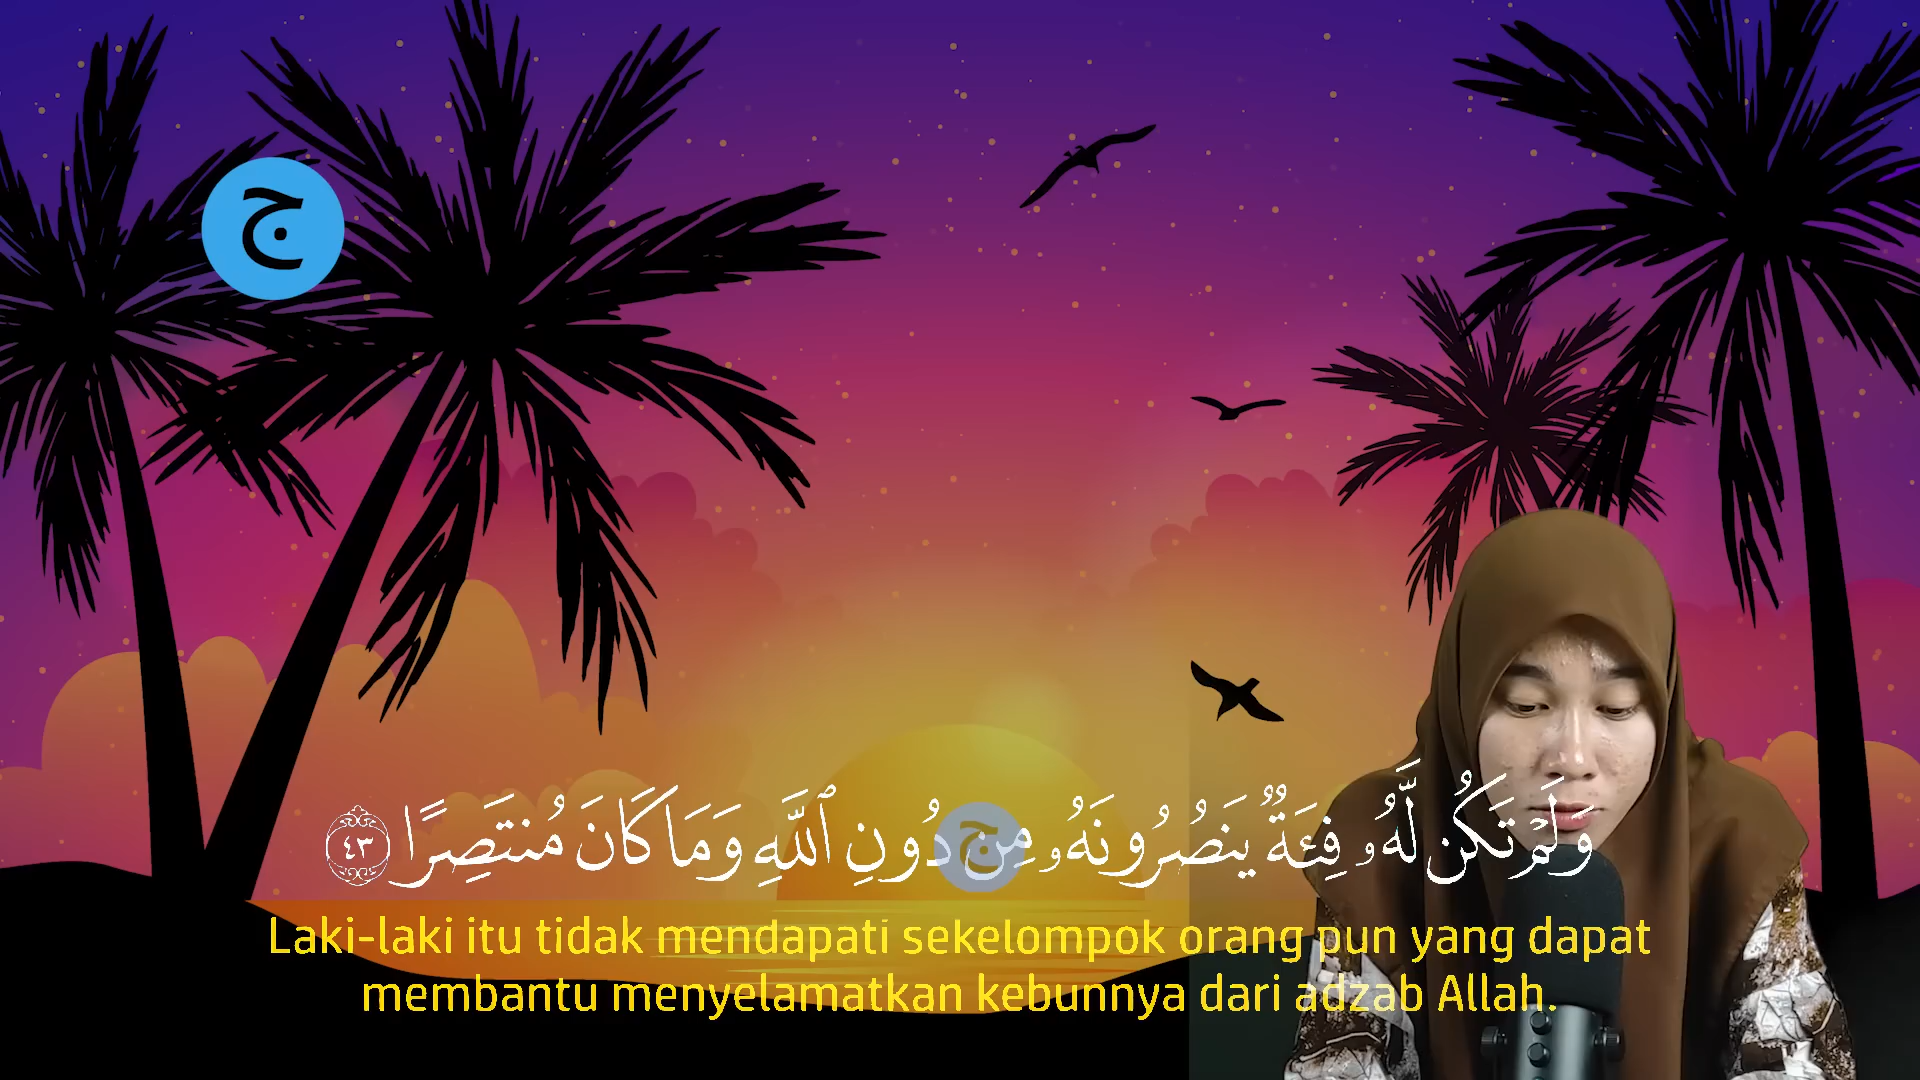 ج
وَلَمْ تَكُن لَّهُۥ فِئَةٌ يَنصُرُونَهُۥ مِن دُونِ ٱللَّهِ وَمَا كَانَ مُنتَصِرًا ٤٣
ج
Laki-laki itu tidak mendapati sekelompok orang pun yang dapat
membantu menyelamatkan kebunnya dari adzab Allah.